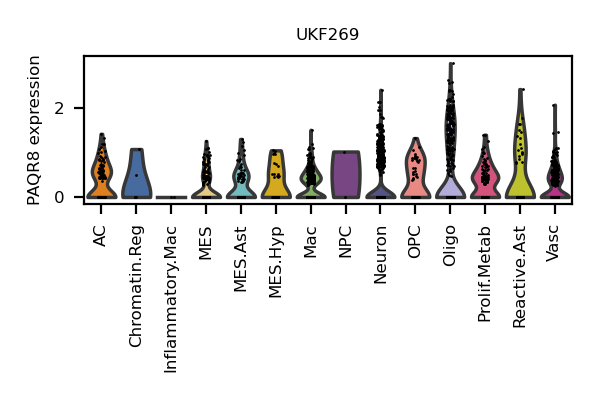 UKF269
PAQR8 expression
2
0
AC
Chromatin.Reg
Inflammatory.Mac
MES
MES.Ast
MES.Hyp
Mac
NPC
Neuron
OPC
Oligo
Prolif.Metab
Reactive.Ast
Vasc